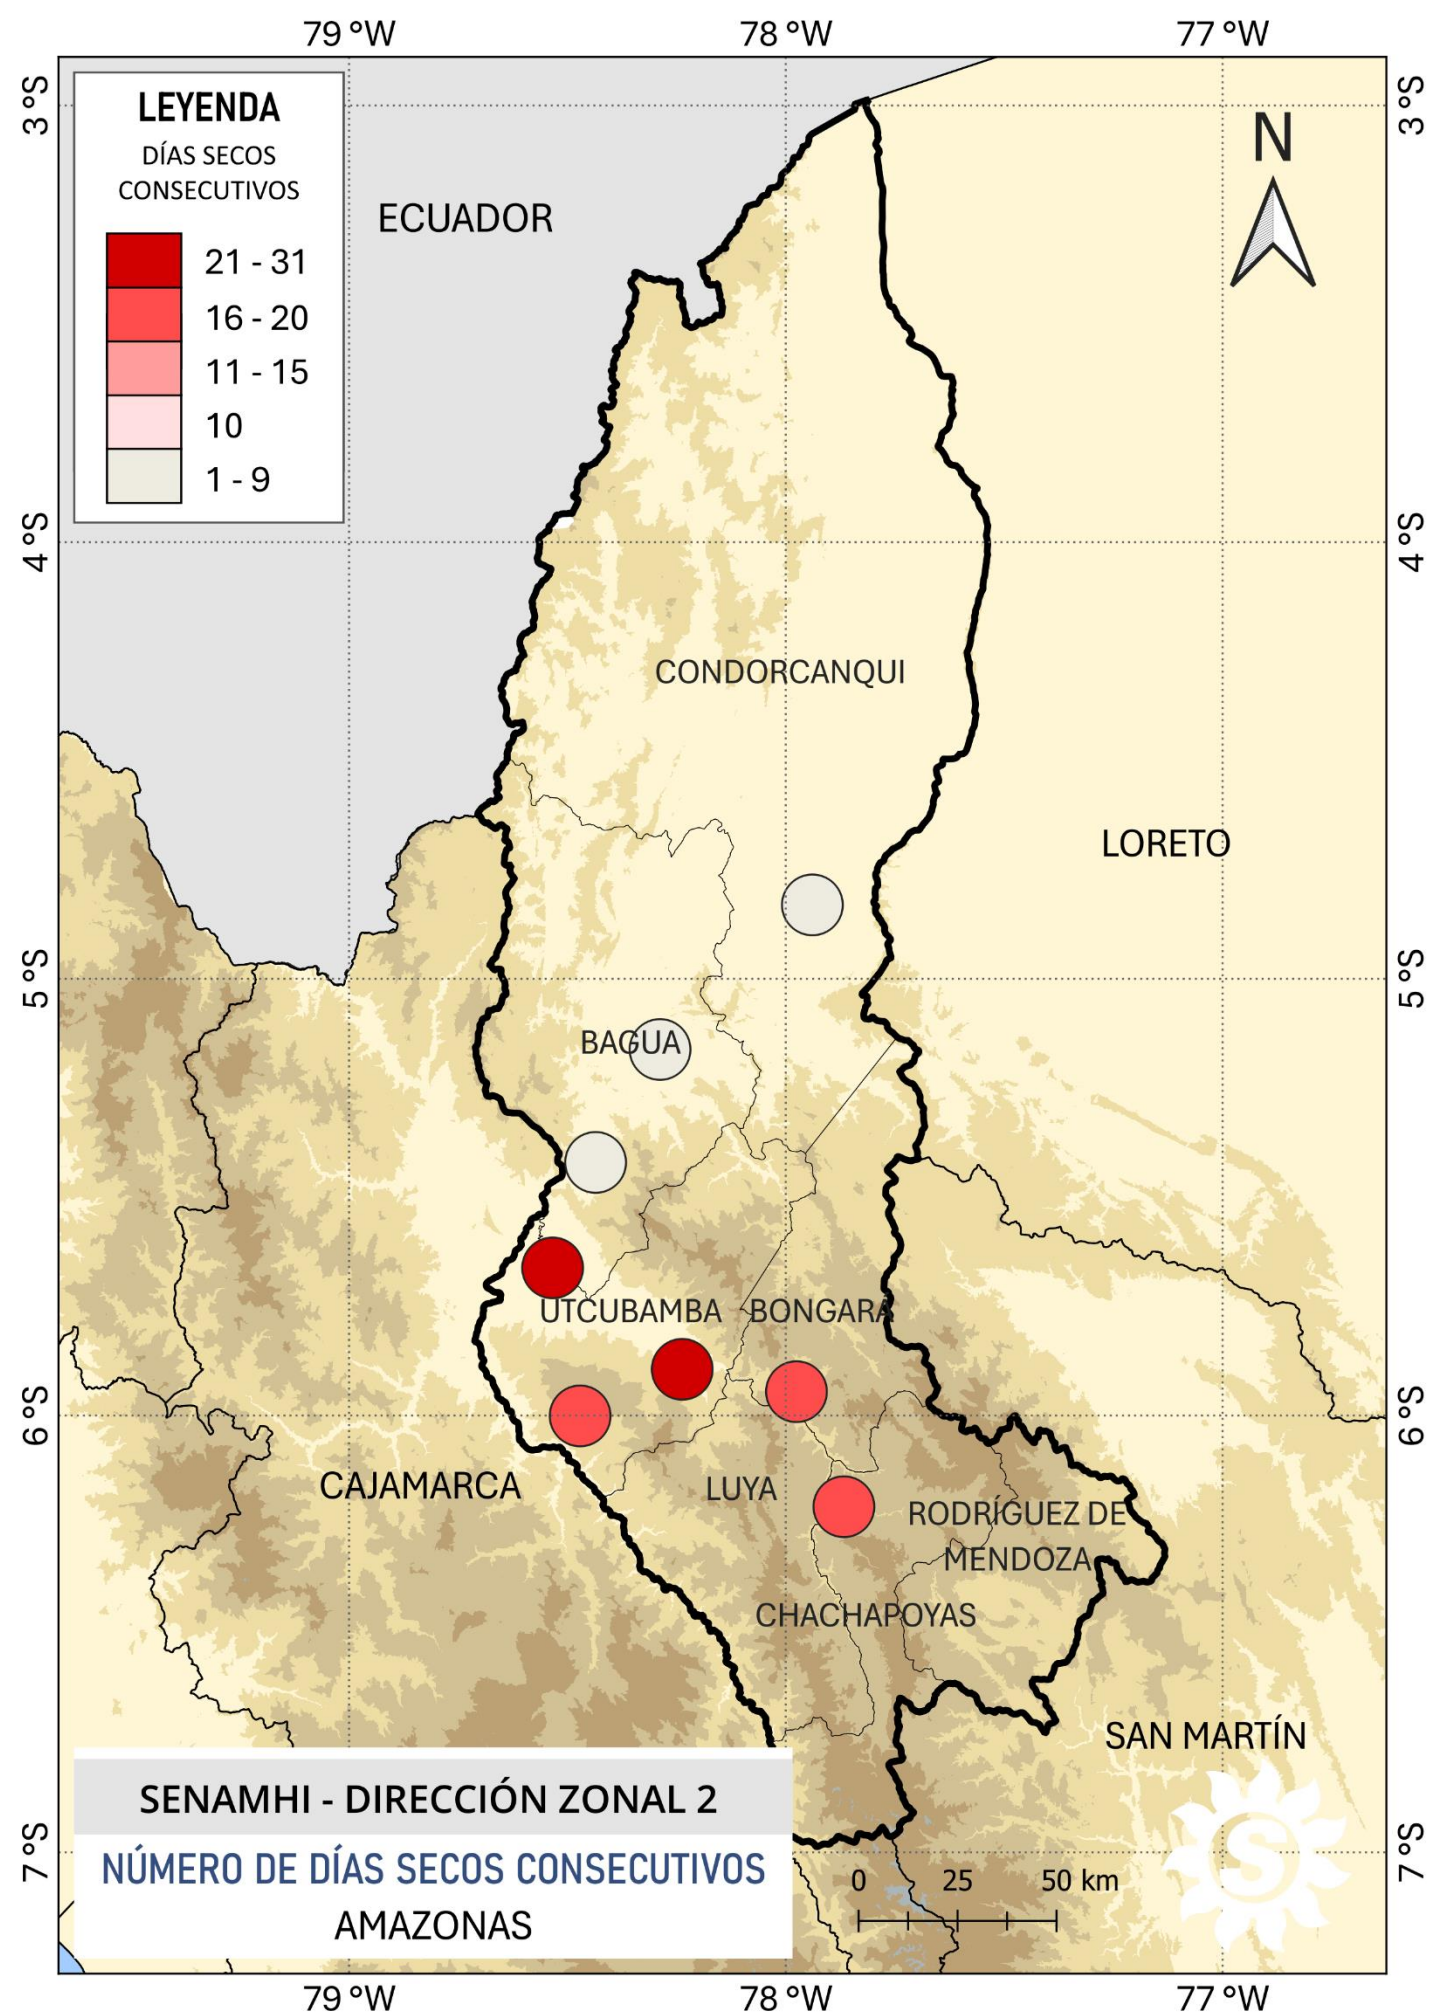 79 °W
78 °W
77 °W
3 °S
3 °S
LEYENDA
DÍAS SECOS
CONSECUTIVOS
21 - 31
16 - 20
11 - 15
10
1 - 9
N
ECUADOR
4 °S
4 °S
CONDORCANQUI
LORETO
5 °S
5 °S
BAGUA
UTCUBAMBA
BONGARÁ
6 °S
6 °S
CAJAMARCA
LUYA
RODRÍGUEZ DE
MENDOZA
CHACHAPOYAS
SAN MARTÍN
SENAMHI - DIRECCIÓN ZONAL 2
NÚMERO DE DÍAS SECOS CONSECUTIVOS
AMAZONAS
7 °S
7 °S
0 25 50 km
S
79 °W
78 °W
77 °W